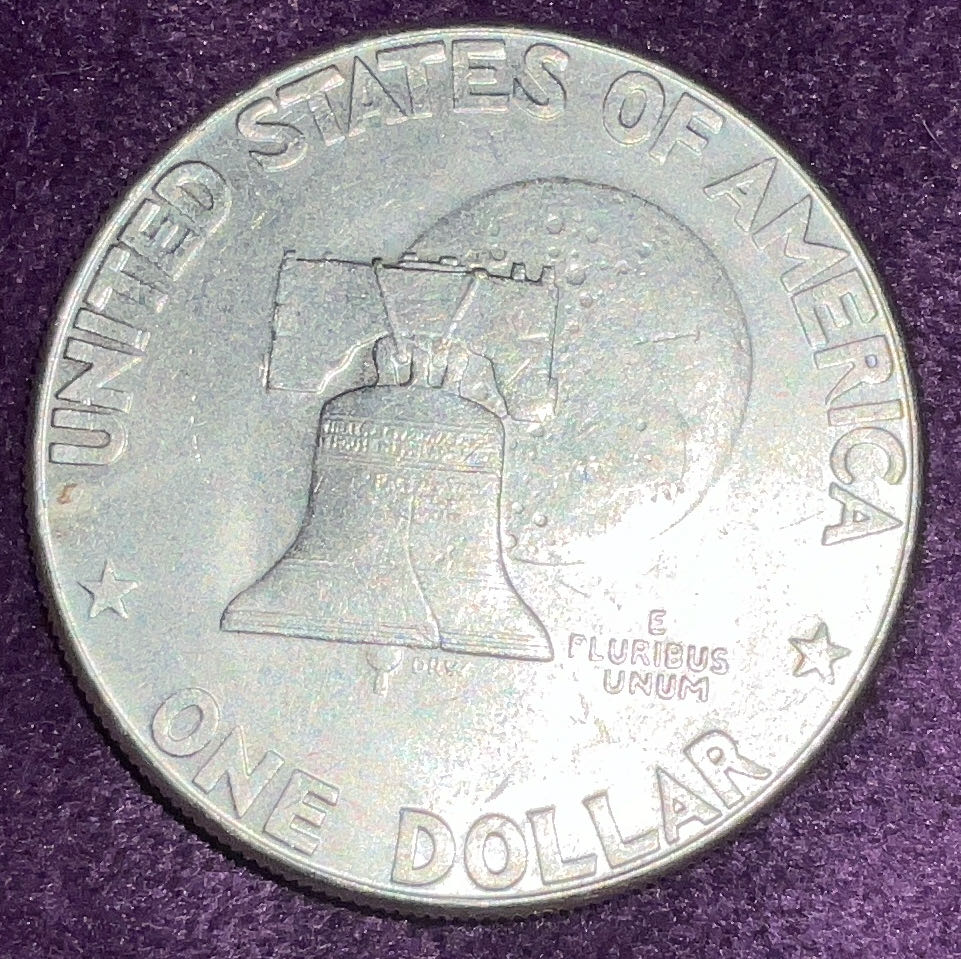 UNITED STATES OF AMERICA
E
PLURIBUS
UNUM
ONE DOLLAR